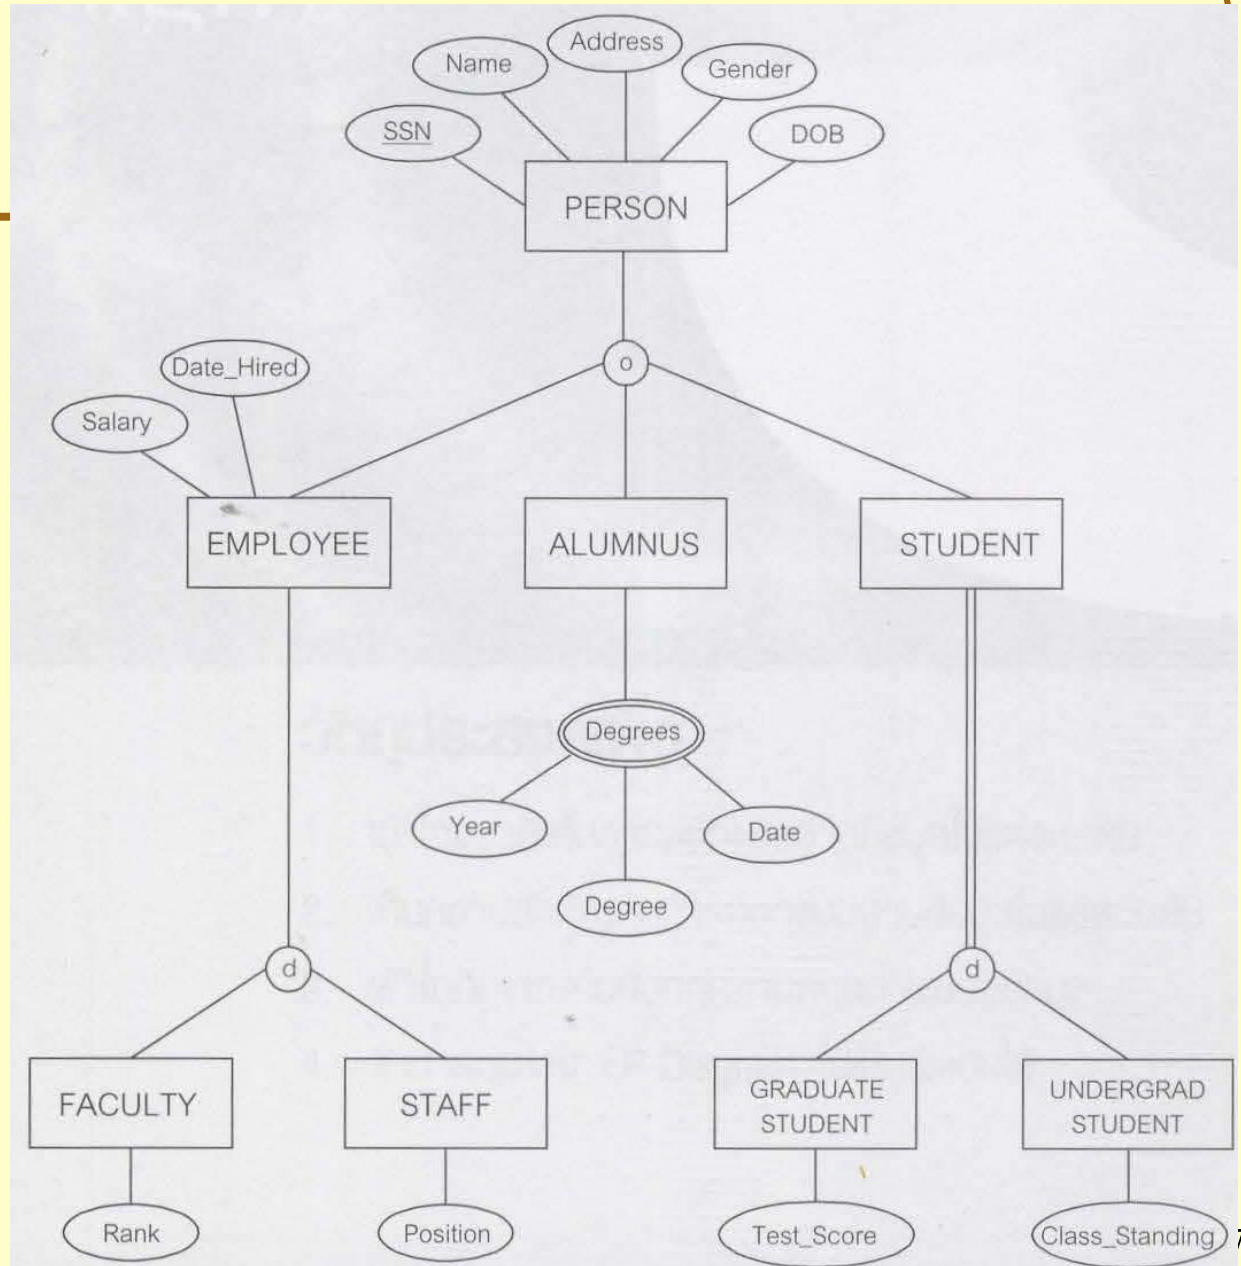 Address
Name
Gender
SSN
DOB
PERSON
o
Date_Hired
Salary
EMPLOYEE
ALUMNUS
STUDENT
Degrees
Year
Date
Degree
d
d
FACULTY
STAFF
GRADUATE
STUDENT
UNDERGRAD
STUDENT
Rank
Position
Test_Score
Class_Standing